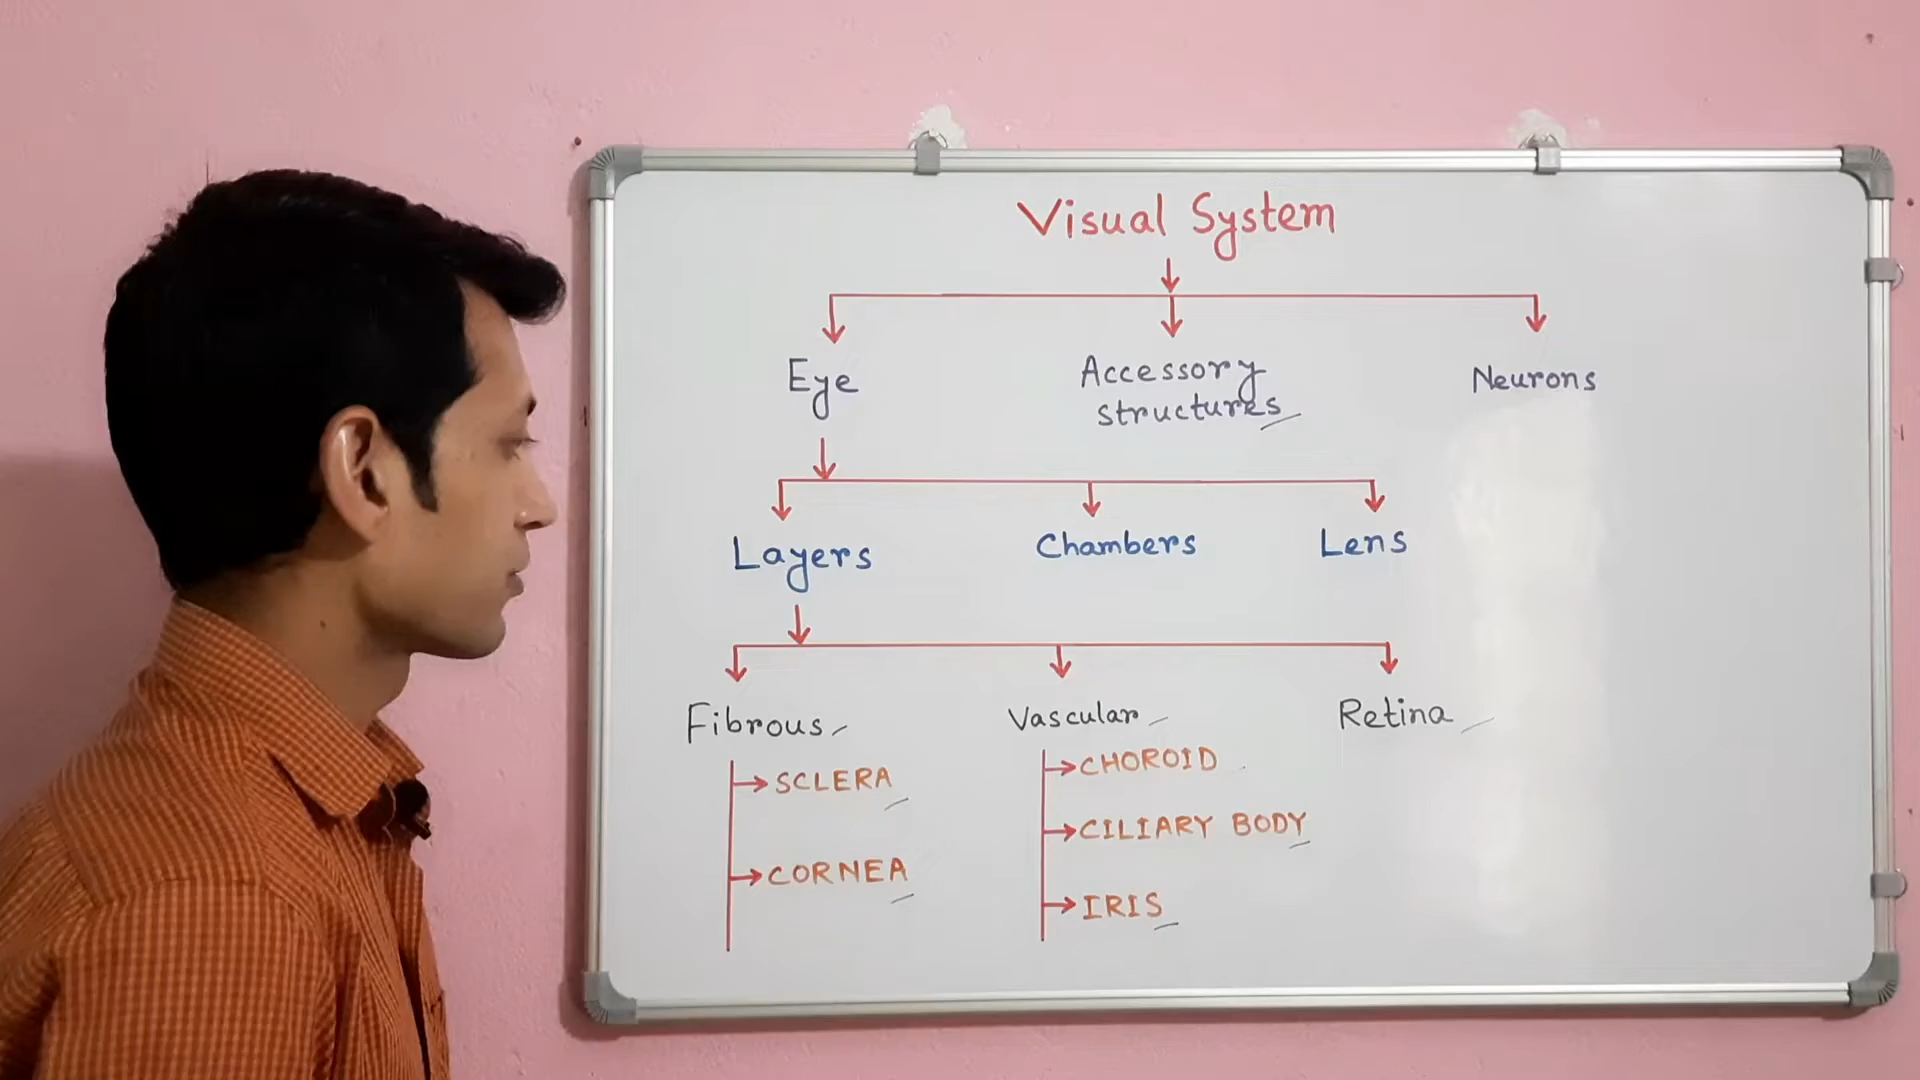 Visual System
Eye
Accessory
structures
Neurons
Layers
Chambers
Lens
Fibrous
Vascular
Retina
SCLERA
CORNEA
CHOROID
CILIARY BODY
IRIS